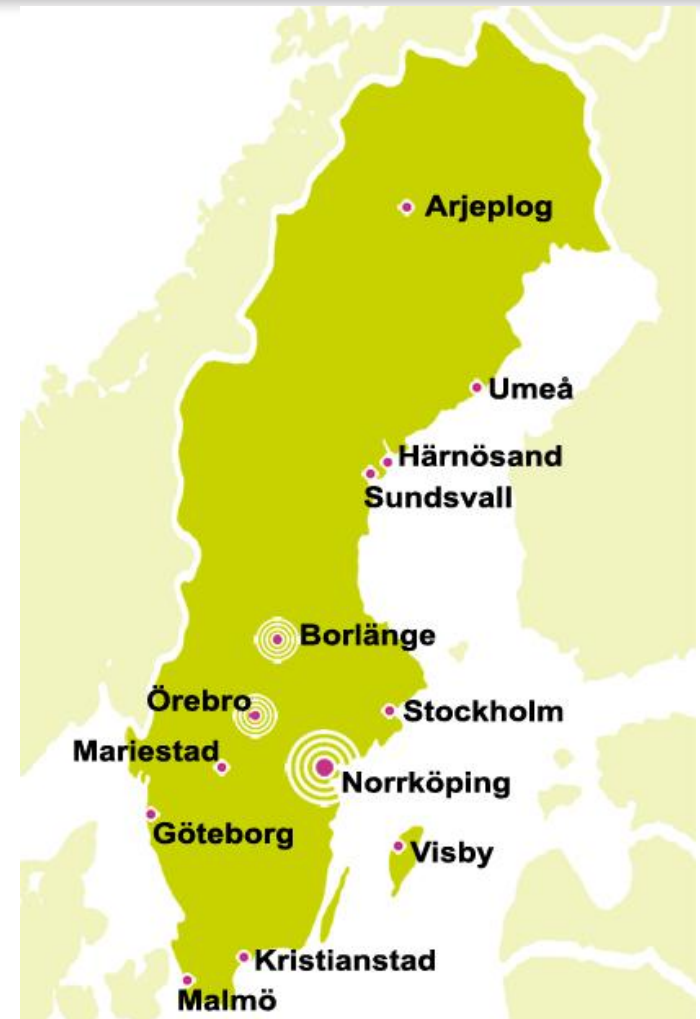 Arjeplog
Umeå
Härnösand
Sundsvall
Borlänge
Örebro
Stockholm
Mariestad
Norrköping
Göteborg
Visby
Kristianstad
Malmö